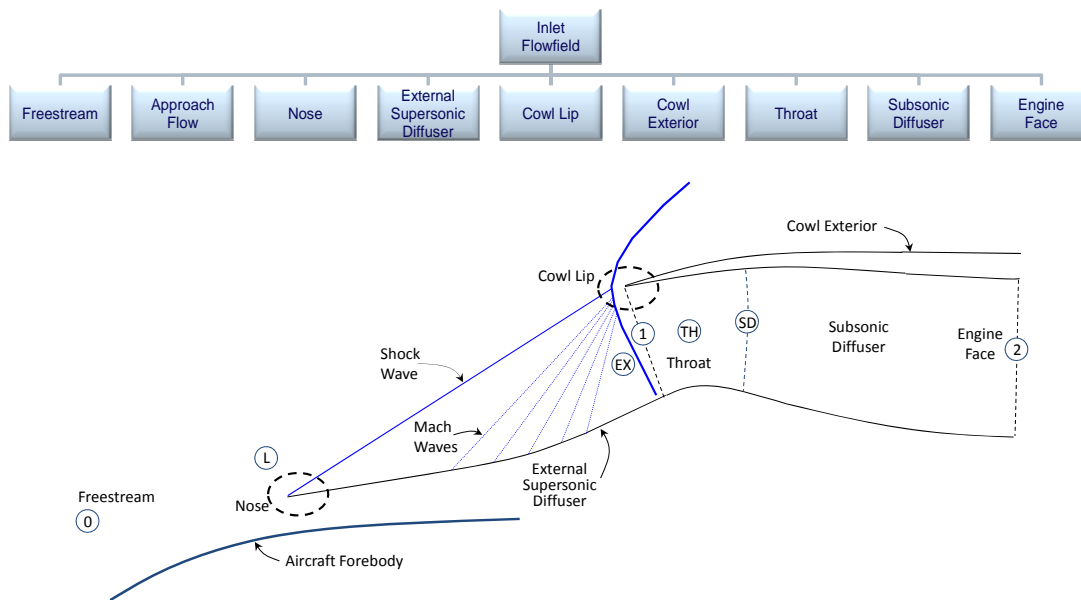 Inlet
Flowfield
Freestream
Approach
Flow
Nose
External
Supersonic
Diffuser
Cowl Lip
Cowl
Exterior
Throat
Subsonic
Diffuser
Engine
Face
Cowl Exterior
Cowl Lip
1
TH
SD
Subsonic
Diffuser
Engine
Face
2
Throat
EX
Shock
Wave
Mach
Waves
L
External
Supersonic
Diffuser
Freestream
0
Nose
Aircraft Forebody